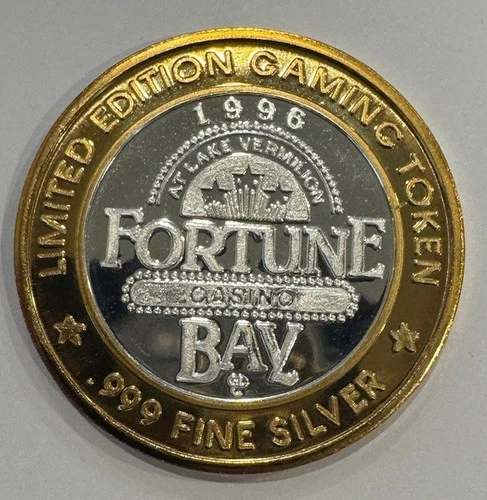 LIMITED EDITION GAMING TOKEN
1996
AT LAKE VERMILION
FORTUNE
CASINO
BAY
.999 FINE SILVER